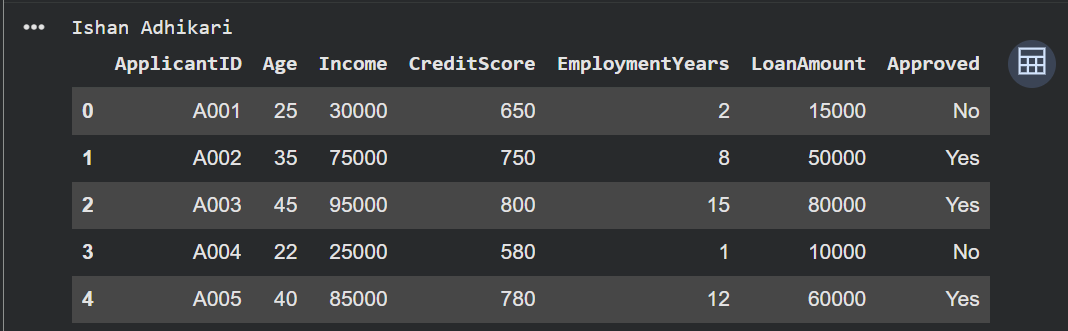 Ishan Adhikari
ApplicantID Age Income CreditScore EmploymentYears LoanAmount Approved
0 A001 25 30000 650 2 15000 No
1 A002 35 75000 750 8 50000 Yes
2 A003 45 95000 800 15 80000 Yes
3 A004 22 25000 580 1 10000 No
4 A005 40 85000 780 12 60000 Yes